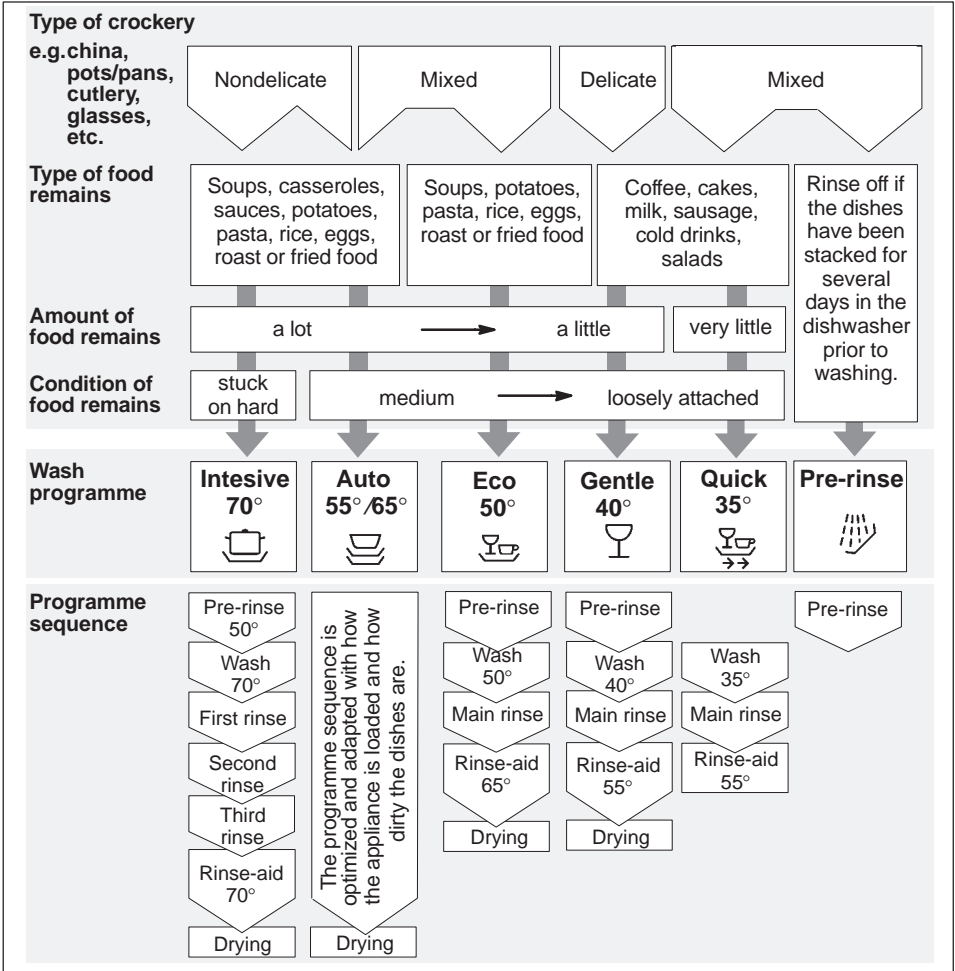 Type of crockery
e.g.china,
pots/pans,
cutlery,
glasses,
etc.
Nondelicate
Mixed
Delicate
Mixed
Type of food
remains
Soups, casseroles,
sauces, potatoes,
pasta, rice, eggs,
roast or fried food
Soups, potatoes,
pasta, rice, eggs,
roast or fried food
Coffee, cakes,
milk, sausage,
cold drinks,
salads
Rinse off if
the dishes
have been
stacked for
several
days in the
dishwasher
prior to
washing.
Amount of
food remains
a lot
a little
very little
Condition of
food remains
stuck
on hard
medium
loosely attached
Wash
programme
Intesive
70°
Auto
55°/65°
Eco
50°
Gentle
40°
Quick
35°
Pre-rinse
Programme
sequence
Pre-rinse
50°
Wash
70°
First rinse
Second
rinse
Third
rinse
Rinse-aid
70°
Drying
The programme sequence is
optimized and adapted with how
the appliance is loaded and how
dirty the dishes are.
Drying
Pre-rinse
Wash
50°
Main rinse
Rinse-aid
65°
Drying
Pre-rinse
Wash
40°
Main rinse
Rinse-aid
55°
Drying
Wash
35°
Main rinse
Rinse-aid
55°
Pre-rinse